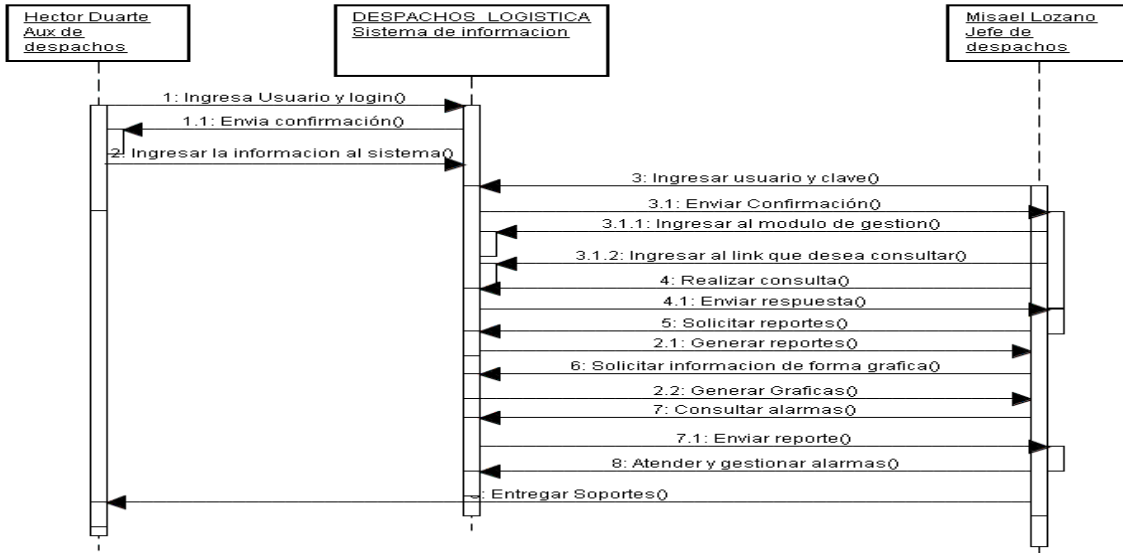 Hector Duarte
Aux de
despachos
DESPACHOS LOGISTICA
Sistema de informacion
Misael Lozano
Jefe de
despachos
1: Ingresa Usuario y login()
1.1: Envia confirmación()
2: Ingresar la informacion al sistema()
3: Ingresar usuario y clave()
3.1: Enviar Confirmación()
3.1.1: Ingresar al modulo de gestion()
3.1.2: Ingresar al link que desea consultar()
4: Realizar consulta()
4.1: Enviar respuesta()
5: Solicitar reportes()
2.1: Generar reportes()
6: Solicitar informacion de forma grafica()
2.2: Generar Graficas()
7: Consultar alarmas()
7.1: Enviar reporte()
8: Atender y gestionar alarmas()
: Entregar Soportes()